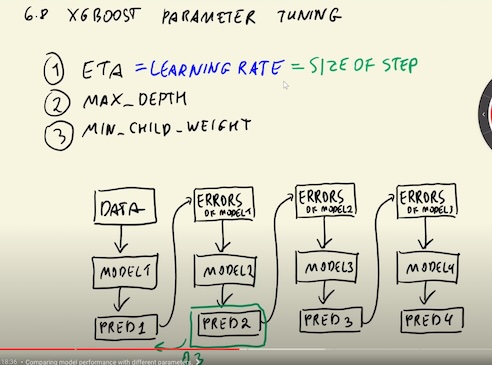 6.8 XGBOOST PARAMETER TUNING
① ETA = LEARNING RATE = SIZE OF STEP
② MAX_DEPTH
③ MIN_CHILD_WEIGHT
DATA
MODEL1
PRED1
ERRORS
OF MODEL1
MODEL2
PRED2
ERRORS
OF MODEL2
MODEL3
PRED3
ERRORS
OF MODEL3
MODEL4
PRED4
0.3
18:36 • Comparing model performance with different parameters